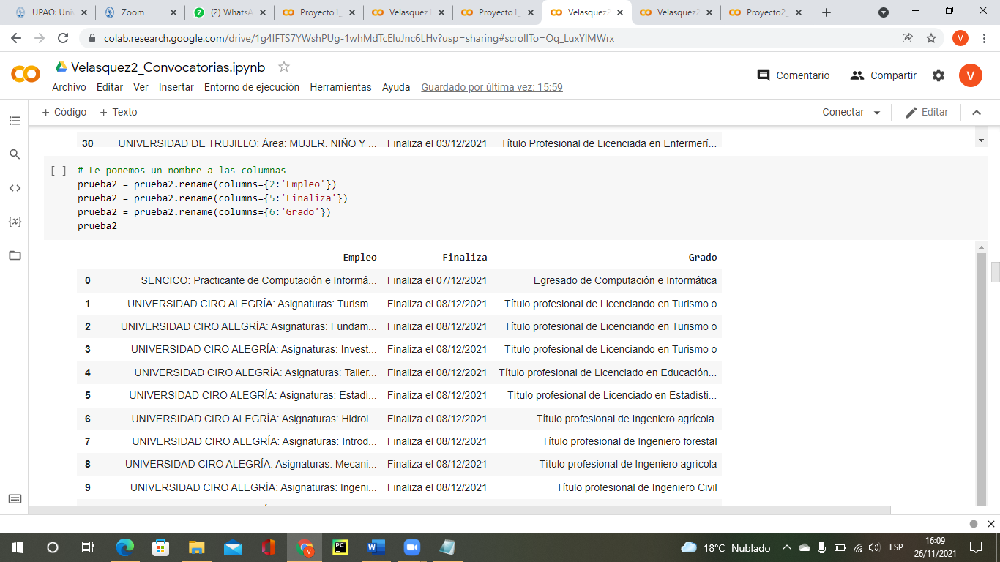 UPAO: Uni
Zoom
2 (2) WhatsA
Proyecto1_
Velasquez1
Proyecto1_
Velasquez2
Velasquez2
Proyecto2_
colab.research.google.com/drive/1g4lFTS7YWshPUg-1whMdTcEIuJnc6LHv?usp=sharing#scrollTo=Oq_LuxYlMWrx
V
Velasquez2_Convocatorias.ipynb
Comentario
Compartir
V
Archivo Editar Ver Insertar Entorno de ejecución Herramientas Ayuda Guardado por última vez: 15:59
+ Código + Texto
Conectar
Editar
30 UNIVERSIDAD DE TRUJILLO: Área: MUJER. NIÑO Y ... Finaliza el 03/12/2021 Título Profesional de Licenciada en Enfermerí...
[ ] # Le ponemos un nombre a las columnas
prueba2 = prueba2.rename(columns={2:'Empleo'})
prueba2 = prueba2.rename(columns={5:'Finaliza'})
prueba2 = prueba2.rename(columns={6:'Grado'})
prueba2
Empleo Finaliza Grado
0 SENCICO: Practicante de Computación e Informá... Finaliza el 07/12/2021 Egresado de Computación e Informática
1 UNIVERSIDAD CIRO ALEGRÍA: Asignaturas: Turism... Finaliza el 08/12/2021 Título profesional de Licenciando en Turismo o
2 UNIVERSIDAD CIRO ALEGRÍA: Asignaturas: Fundam... Finaliza el 08/12/2021 Título profesional de Licenciando en Turismo o
3 UNIVERSIDAD CIRO ALEGRÍA: Asignaturas: Invest... Finaliza el 08/12/2021 Título profesional de Licenciando en Turismo o
4 UNIVERSIDAD CIRO ALEGRÍA: Asignaturas: Taller... Finaliza el 08/12/2021 Título profesional de Licenciado en Educación...
5 UNIVERSIDAD CIRO ALEGRÍA: Asignaturas: Estadí... Finaliza el 08/12/2021 Título profesional de Licenciado en Estadísti...
6 UNIVERSIDAD CIRO ALEGRÍA: Asignaturas: Hidrol... Finaliza el 08/12/2021 Título profesional de Ingeniero agrícola.
7 UNIVERSIDAD CIRO ALEGRÍA: Asignaturas: Introd... Finaliza el 08/12/2021 Título profesional de Ingeniero forestal
8 UNIVERSIDAD CIRO ALEGRÍA: Asignaturas: Mecani... Finaliza el 08/12/2021 Título profesional de Ingeniero agrícola
9 UNIVERSIDAD CIRO ALEGRÍA: Asignaturas: Ingeni... Finaliza el 08/12/2021 Título profesional de Ingeniero Civil
18°C Nublado
ESP
16:09
26/11/2021